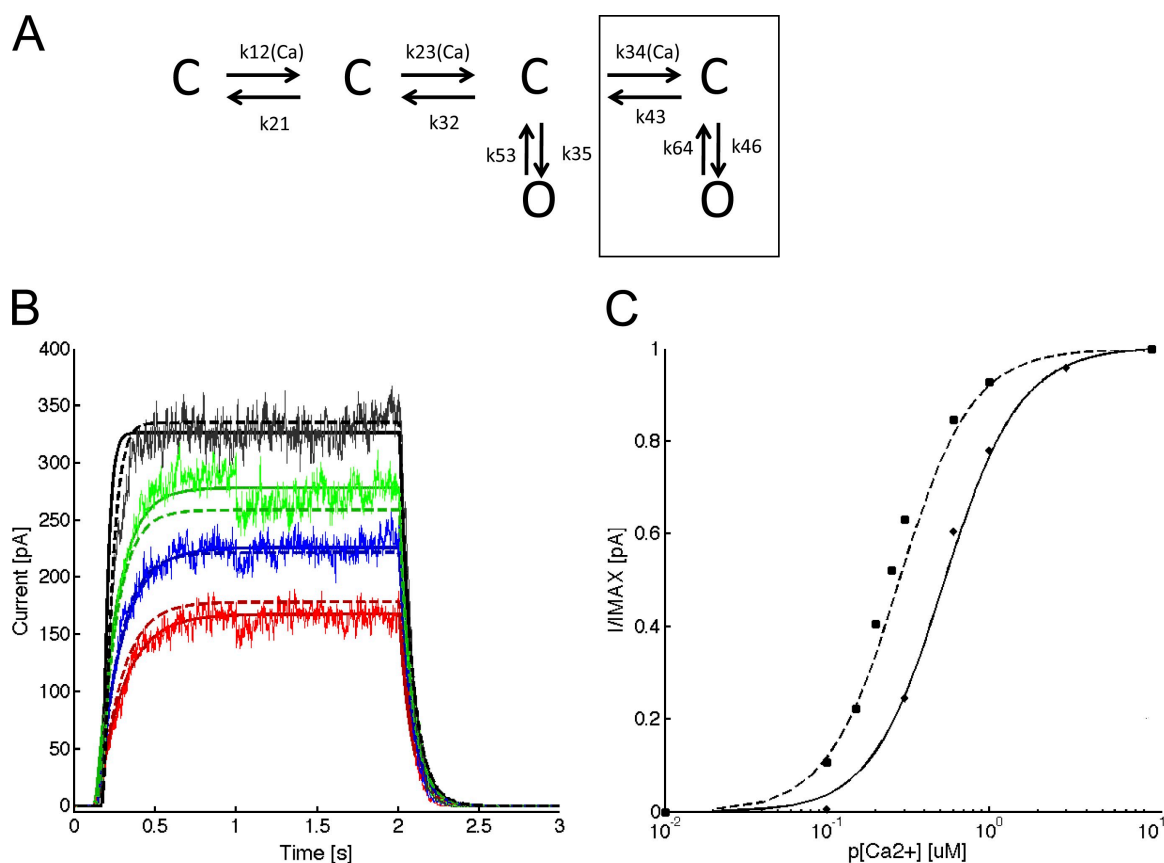 A
k12(Ca) k23(Ca) k34(Ca)
C C C C
k21 k32 k43
k53 k35 k64 k46
O O
B
400
350
300
250
200
150
100
50
0
Current [pA]
0 0.5 1 1.5 2 2.5 3
Time [s]
C
1
0.8
0.6
0.4
0.2
0
I/IMAX [pA]
10-2 10-1 100 101
p[Ca2+] [uM]